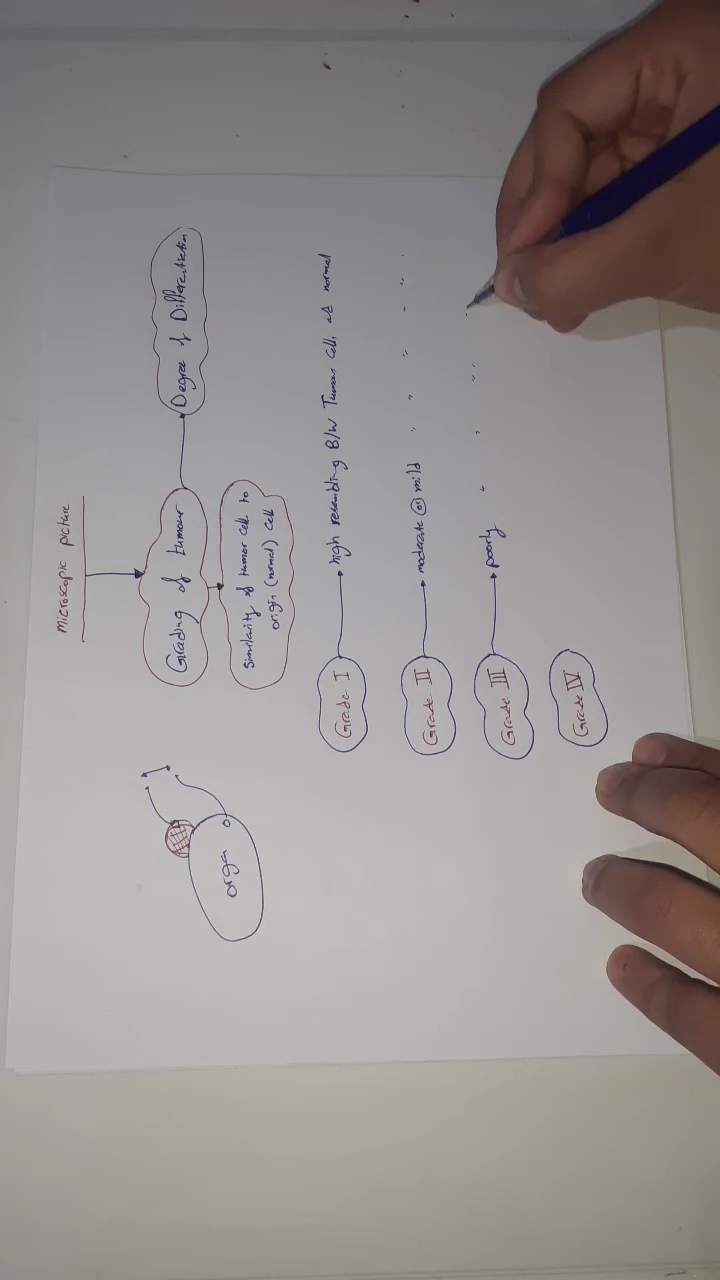 microscopic picture
Grading of tumour
Degree of Differentiation
Similarity of tumor cell to
origin (normal) cell
organ
Grade I
high resembling B/W Tumour Cell and normal
Grade II
moderate or mild " " " " " "
Grade III
poorly " " " "
Grade IV